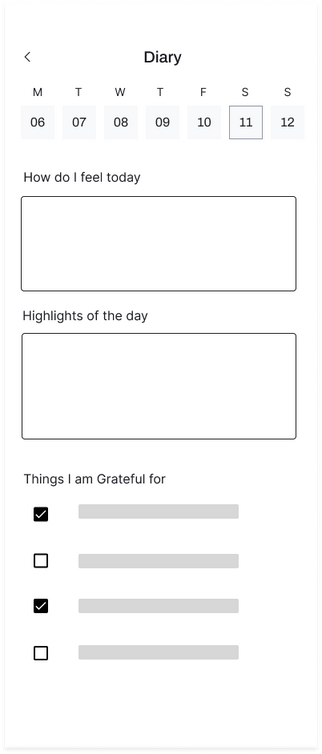 Diary
M T W T F S S
06 07 08 09 10 11 12
How do I feel today
Highlights of the day
Things I am Grateful for